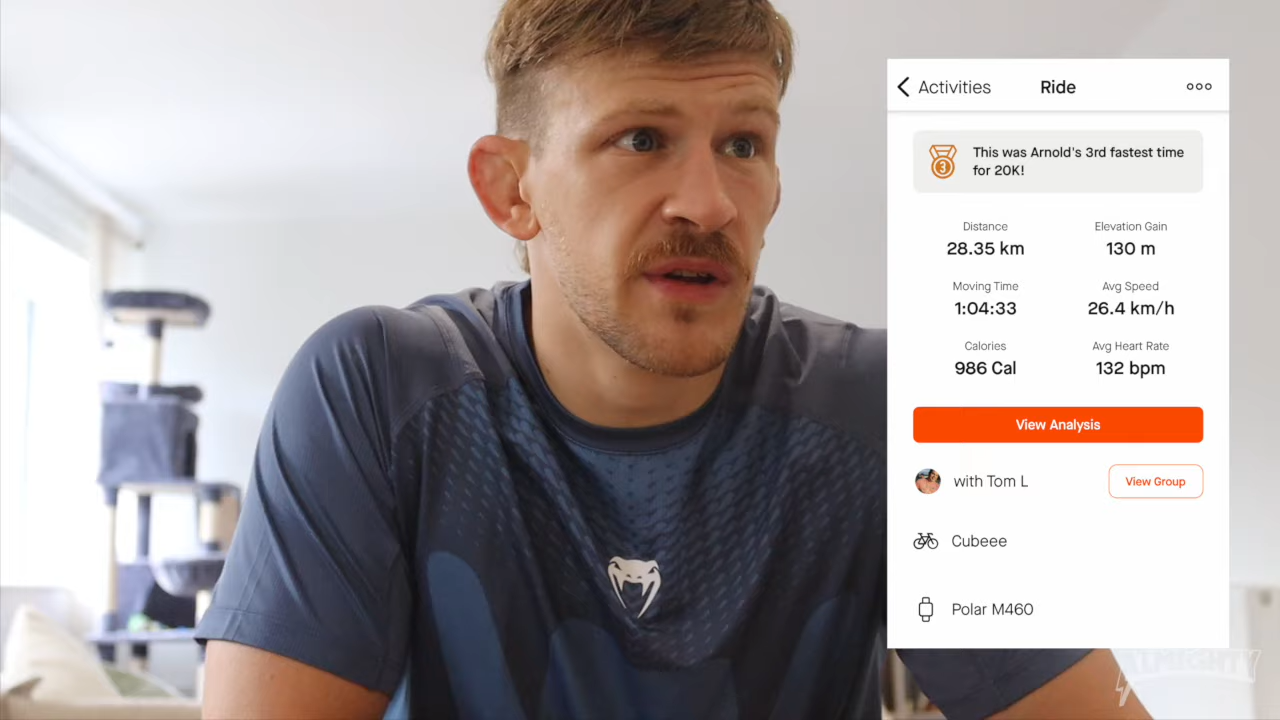 Activities
Ride
This was Arnold's 3rd fastest time
for 20K!
3
Distance
Elevation Gain
28.35 km
130 m
Moving Time
Avg Speed
1:04:33
26.4 km/h
Calories
Avg Heart Rate
986 Cal
132 bpm
View Analysis
with Tom L
View Group
Cubeee
Polar M460
ALMIGHTY